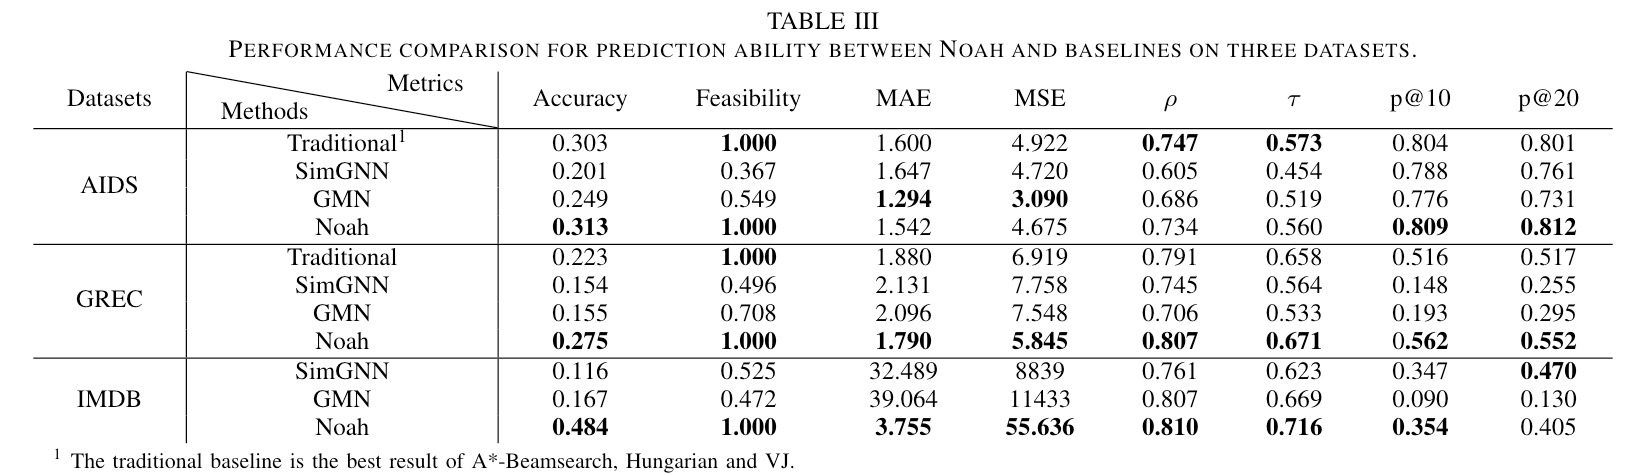 TABLE III
PERFORMANCE COMPARISON FOR PREDICTION ABILITY BETWEEN NOAH AND BASELINES ON THREE DATASETS.
Datasets Methods Metrics Accuracy Feasibility MAE MSE ρ τ p@10 p@20
AIDS
Traditional¹ 0.303 1.000 1.600 4.922 0.747 0.573 0.804 0.801
SimGNN 0.201 0.367 1.647 4.720 0.605 0.454 0.788 0.761
GMN 0.249 0.549 1.294 3.090 0.686 0.519 0.776 0.731
Noah 0.313 1.000 1.542 4.675 0.734 0.560 0.809 0.812
GREC
Traditional 0.223 1.000 1.880 6.919 0.791 0.658 0.516 0.517
SimGNN 0.154 0.496 2.131 7.758 0.745 0.564 0.148 0.255
GMN 0.155 0.708 2.096 7.548 0.706 0.533 0.193 0.295
Noah 0.275 1.000 1.790 5.845 0.807 0.671 0.562 0.552
IMDB
SimGNN 0.116 0.525 32.489 8839 0.761 0.623 0.347 0.470
GMN 0.167 0.472 39.064 11433 0.807 0.669 0.090 0.130
Noah 0.484 1.000 3.755 55.636 0.810 0.716 0.354 0.405
¹ The traditional baseline is the best result of A*-Beamsearch, Hungarian and VJ.